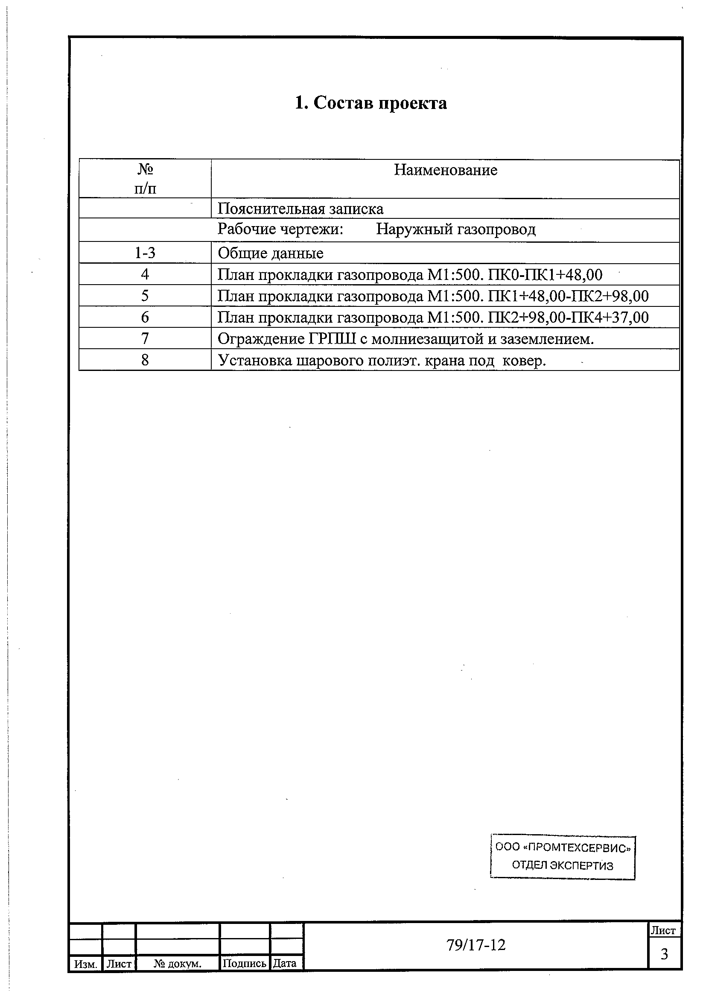 1. Состав проекта
№
п/п
Наименование
Пояснительная записка
Рабочие чертежи: Наружный газопровод
1-3 Общие данные
4 План прокладки газопровода М1:500. ПК0-ПК1+48,00
5 План прокладки газопровода М1:500. ПК1+48,00-ПК2+98,00
6 План прокладки газопровода М1:500. ПК2+98,00-ПК4+37,00
7 Ограждение ГРПШ с молниезащитой и заземлением.
8 Установка шарового полиэт. крана под ковер.
ООО «ПРОМТЕХСЕРВИС»
ОТДЕЛ ЭКСПЕРТИЗ
Изм. Лист № докум. Подпись Дата
79/17-12
Лист
3